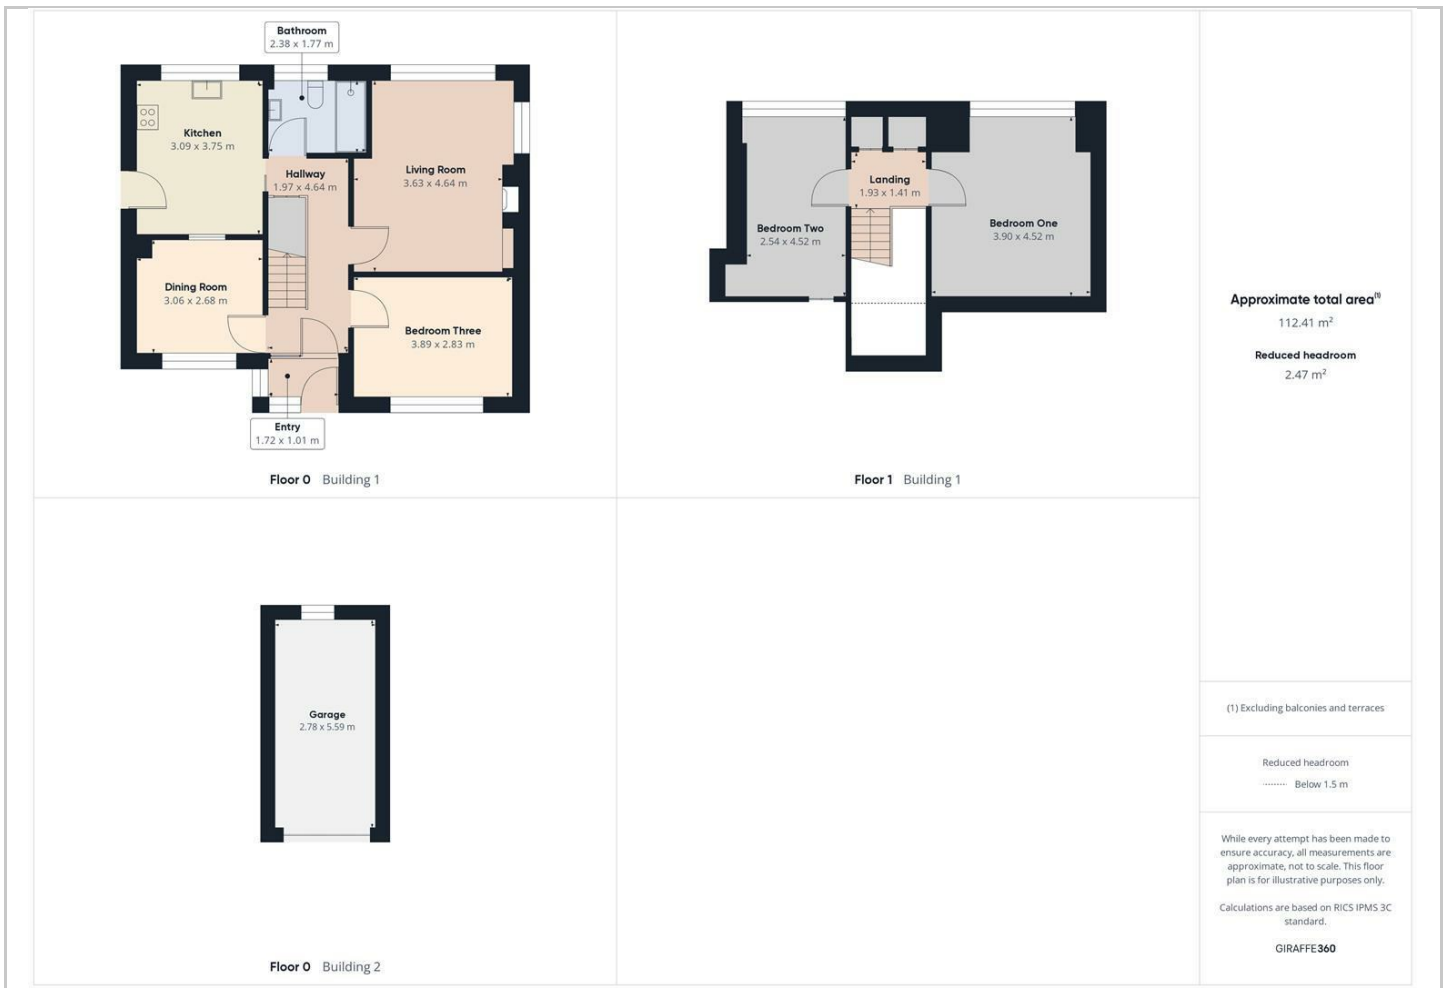 Bathroom
2.38 x 1.77 m
Kitchen
3.09 x 3.75 m
Hallway
1.97 x 4.64 m
Living Room
3.63 x 4.64 m
Dining Room
3.06 x 2.68 m
Bedroom Three
3.89 x 2.83 m
Entry
1.72 x 1.01 m
Floor 0 Building 1
Landing
1.93 x 1.41 m
Bedroom Two
2.54 x 4.52 m
Bedroom One
3.90 x 4.52 m
Floor 1 Building 1
Garage
2.78 x 5.59 m
Floor 0 Building 2
Approximate total area(1)
112.41 m²
Reduced headroom
2.47 m²
(1) Excluding balconies and terraces
Reduced headroom
Below 1.5 m
While every attempt has been made to
ensure accuracy, all measurements are
approximate, not to scale. This floor
plan is for illustrative purposes only.
Calculations are based on RICS IPMS 3C
standard.
GIRAFFE360